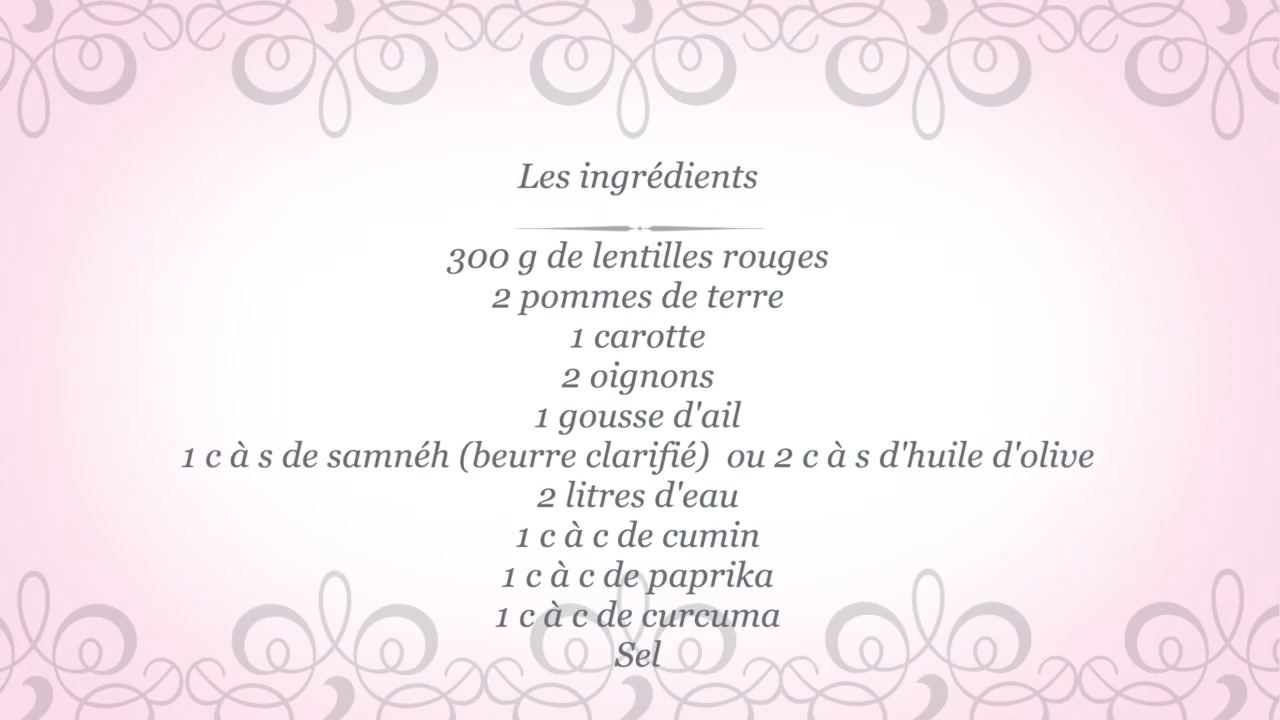 Les ingrédients
300 g de lentilles rouges
2 pommes de terre
1 carotte
2 oignons
1 gousse d'ail
1 c à s de samnéh (beurre clarifié)  ou 2 c à s d'huile d'olive
2 litres d'eau
1 c à c de cumin
1 c à c de paprika
1 c à c de curcuma
Sel